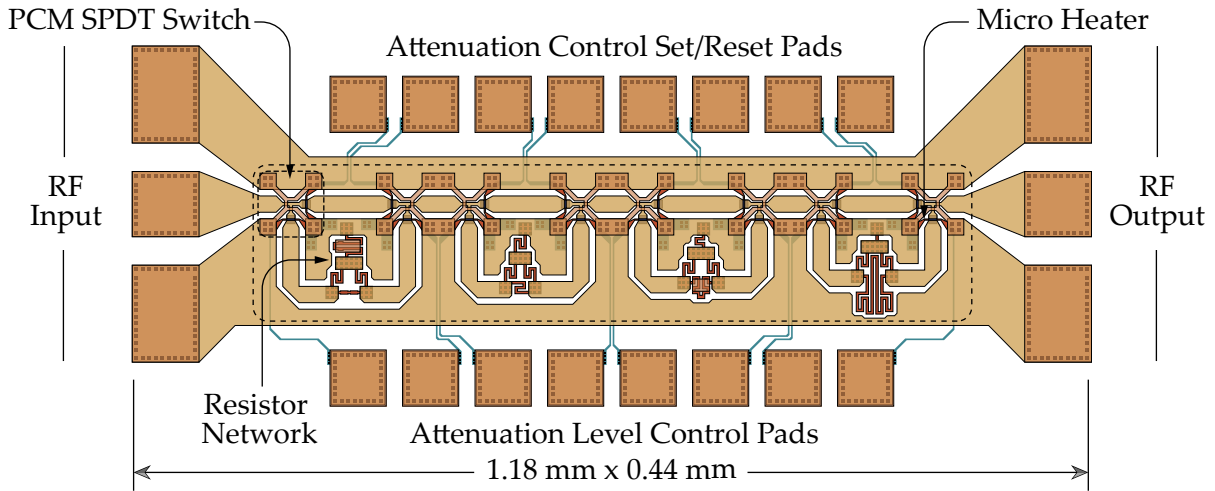 PCM SPDT Switch
Micro Heater
Attenuation Control Set/Reset Pads
RF
Input
RF
Output
Resistor
Network
Attenuation Level Control Pads
1.18 mm x 0.44 mm